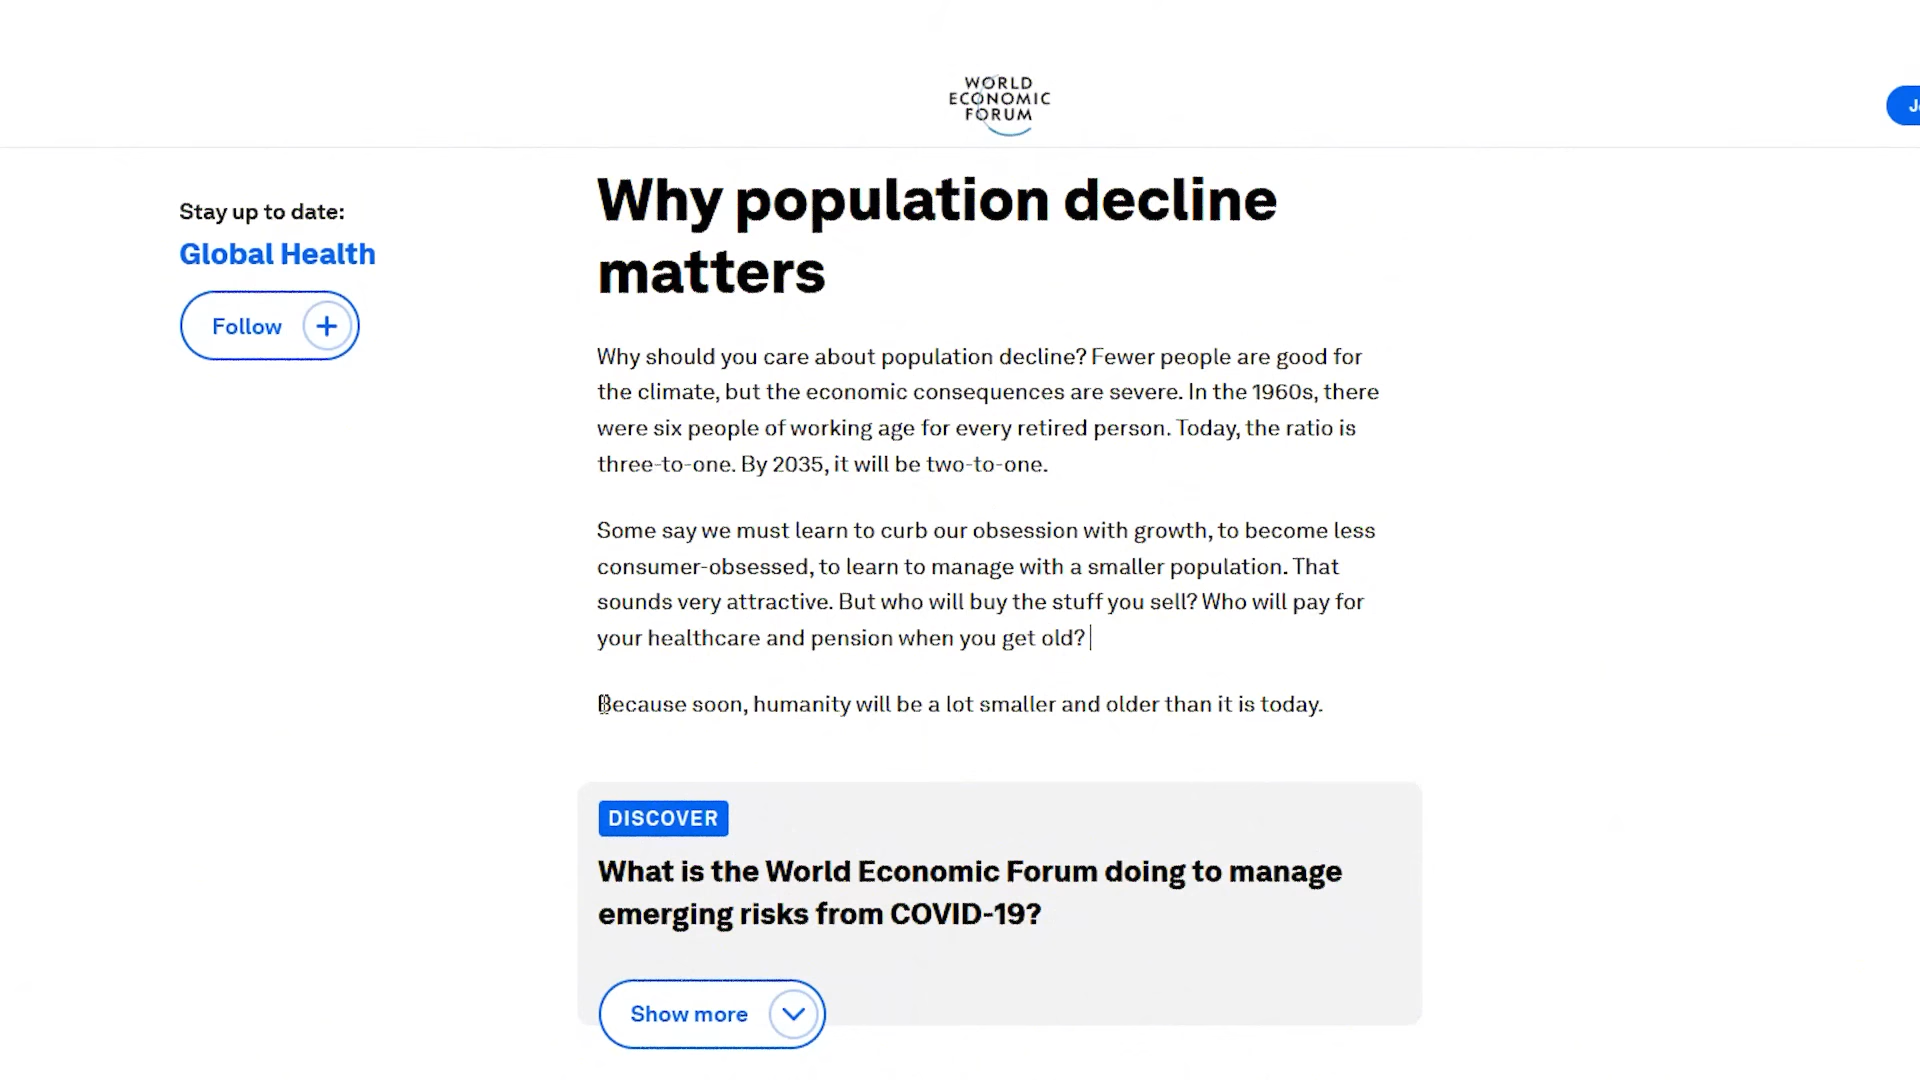 WORLD
ECONOMIC
FORUM
Stay up to date:
Global Health
Follow
Why population decline
matters
Why should you care about population decline? Fewer people are good for
the climate, but the economic consequences are severe. In the 1960s, there
were six people of working age for every retired person. Today, the ratio is
three-to-one. By 2035, it will be two-to-one.
Some say we must learn to curb our obsession with growth, to become less
consumer-obsessed, to learn to manage with a smaller population. That
sounds very attractive. But who will buy the stuff you sell? Who will pay for
your healthcare and pension when you get old?
Because soon, humanity will be a lot smaller and older than it is today.
DISCOVER
What is the World Economic Forum doing to manage
emerging risks from COVID-19?
Show more